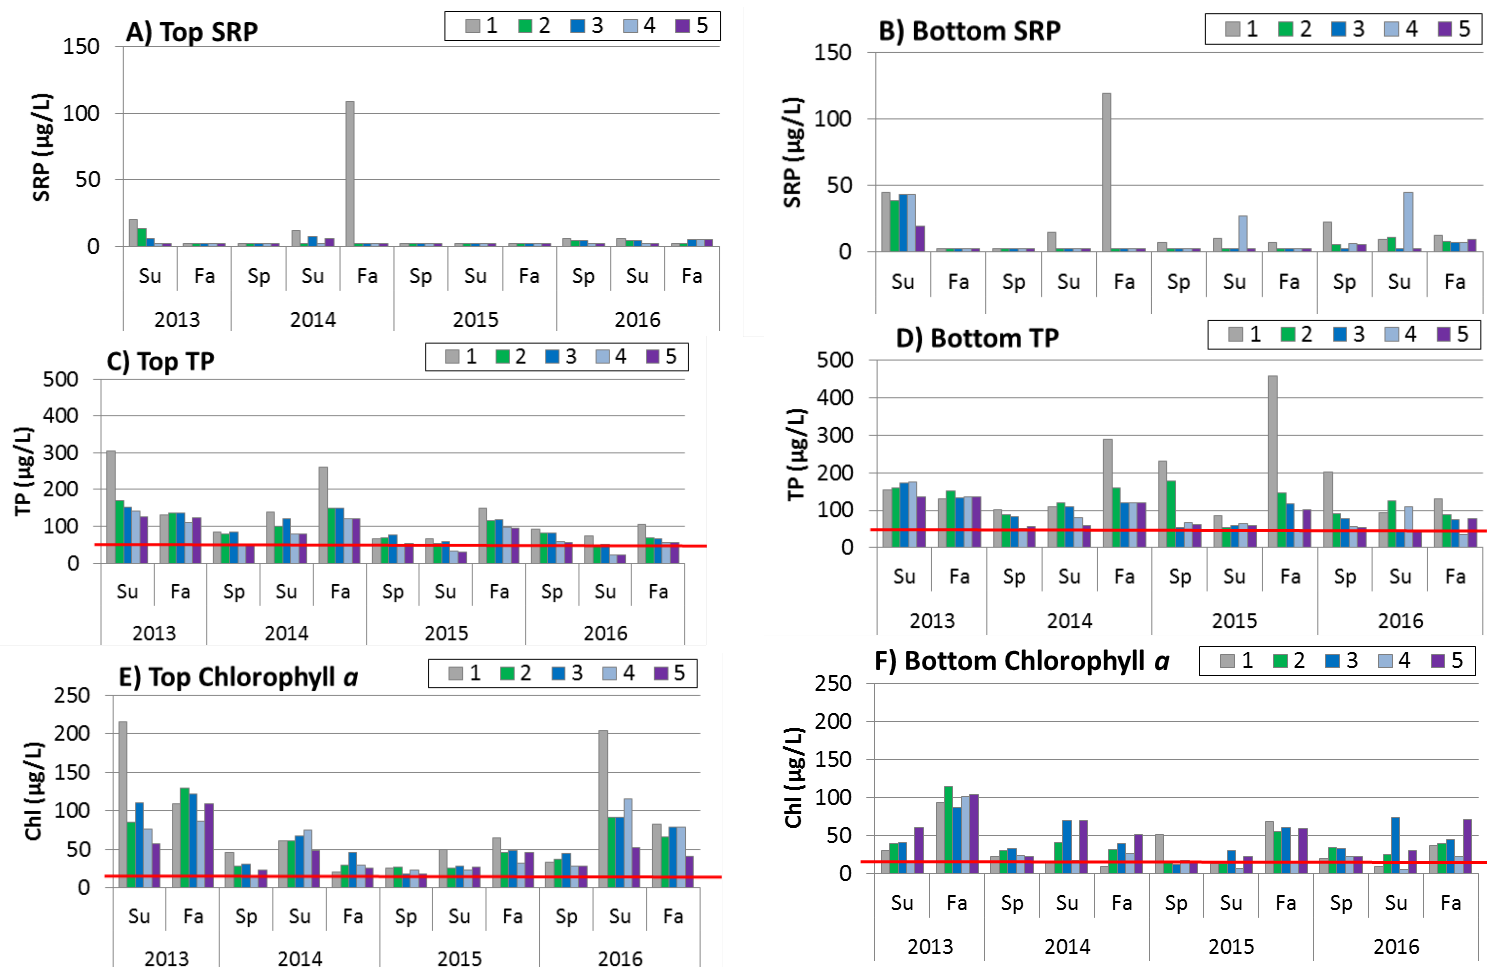 A) Top SRP
1 2 3 4 5
150
100
50
0
SRP (µg/L)
Su Fa Sp Su Fa Sp Su Fa Sp Su Fa
2013 2014 2015 2016
B) Bottom SRP
1 2 3 4 5
150
100
50
0
SRP (µg/L)
Su Fa Sp Su Fa Sp Su Fa Sp Su Fa
2013 2014 2015 2016
C) Top TP
1 2 3 4 5
500
400
300
200
100
0
TP (µg/L)
Su Fa Sp Su Fa Sp Su Fa Sp Su Fa
2013 2014 2015 2016
D) Bottom TP
1 2 3 4 5
500
400
300
200
100
0
TP (µg/L)
Su Fa Sp Su Fa Sp Su Fa Sp Su Fa
2013 2014 2015 2016
E) Top Chlorophyll a
1 2 3 4 5
250
200
150
100
50
0
Chl (µg/L)
Su Fa Sp Su Fa Sp Su Fa Sp Su Fa
2013 2014 2015 2016
F) Bottom Chlorophyll a
1 2 3 4 5
250
200
150
100
50
0
Chl (µg/L)
Su Fa Sp Su Fa Sp Su Fa Sp Su Fa
2013 2014 2015 2016